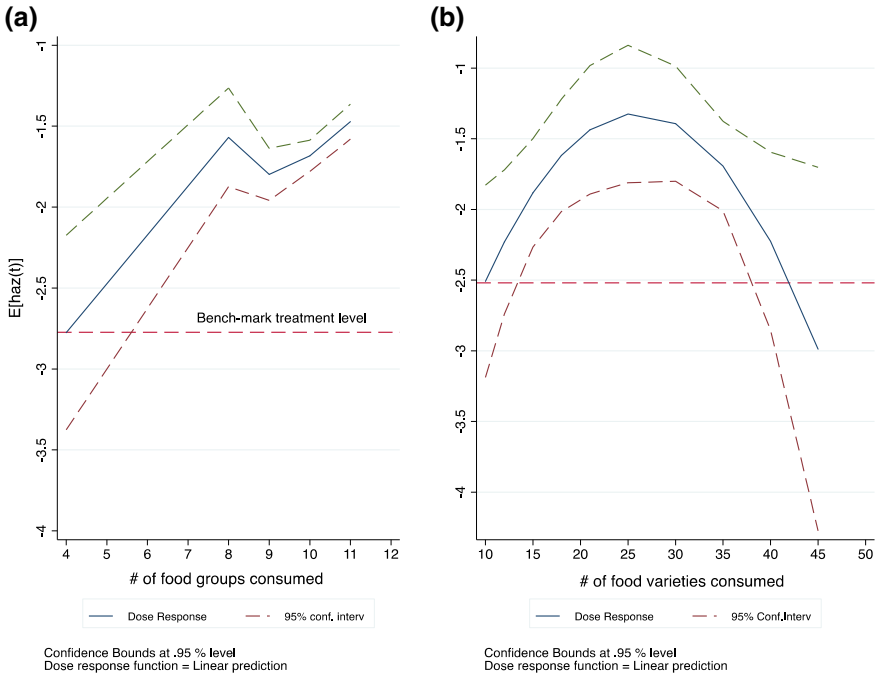 (a)
E[haz(t)]
-1
-1.5
-2
-2.5
-3
-3.5
-4
Bench-mark treatment level
4 5 6 7 8 9 10 11 12
# of food groups consumed
Dose Response 95% conf. interv
Confidence Bounds at .95 % level
Dose response function = Linear prediction
(b)
-1
-1.5
-2
-2.5
-3
-3.5
-4
10 15 20 25 30 35 40 45 50
# of food varieties consumed
Dose Response 95% Conf.Interv
Confidence Bounds at .95 % level
Dose response function = Linear prediction